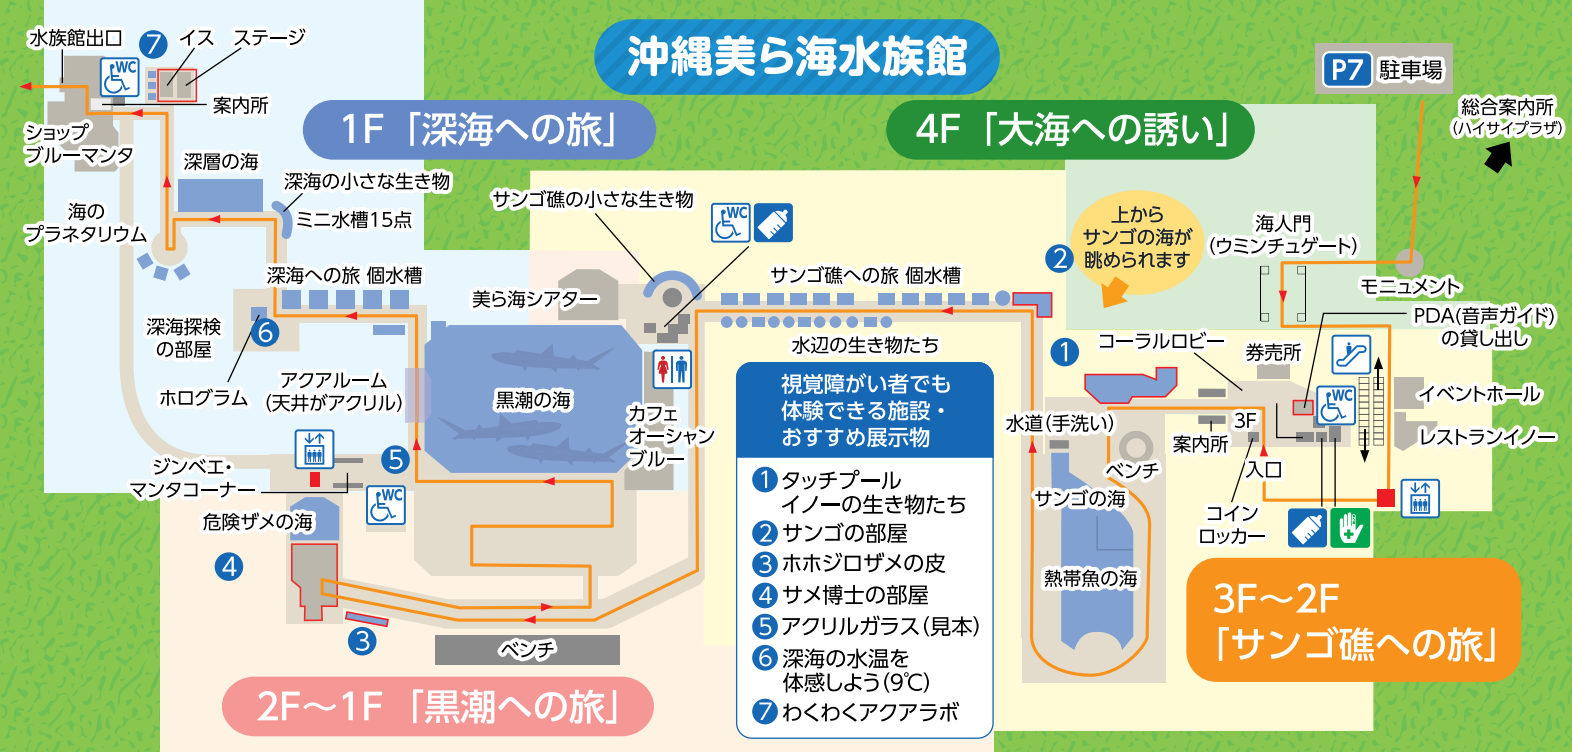 沖縄美ら海水族館
1F「深海への旅」
4F「大海への誘い」
3F～2F
「サンゴ礁への旅」
2F～1F「黒潮への旅」
P7 駐車場
総合案内所
(ハイサイプラザ)
海人門
(ウミンチュゲート)
モニュメント
PDA(音声ガイド)
の貸し出し
イベントホール
レストランイノー
券売所
コーラルロビー
WC
3F
案内所
入口
コイン
ロッカー
2
上から
サンゴの海が
眺められます
1
水道(手洗い)
ベンチ
サンゴの海
熱帯魚の海
サンゴ礁への旅 個水槽
水辺の生き物たち
サンゴ礁の小さな生き物
WC
美ら海シアター
カフェ
オーシャン
ブルー
黒潮の海
アクアルーム
(天井がアクリル)
5
WC
ジンベエ・
マンタコーナー
危険ザメの海
4
3
ベンチ
深海への旅 個水槽
6
深海探検
の部屋
ホログラム
深海の小さな生き物
ミニ水槽15点
深層の海
海の
プラネタリウム
水族館出口
7
イス
ステージ
WC
案内所
ショップ
ブルーマンタ
視覚障がい者でも
体験できる施設・
おすすめ展示物
1 タッチプール
イノーの生き物たち
2 サンゴの部屋
3 ホホジロザメの皮
4 サメ博士の部屋
5 アクリルガラス(見本)
6 深海の水温を
体感しよう(9℃)
7 わくわくアクアラボ